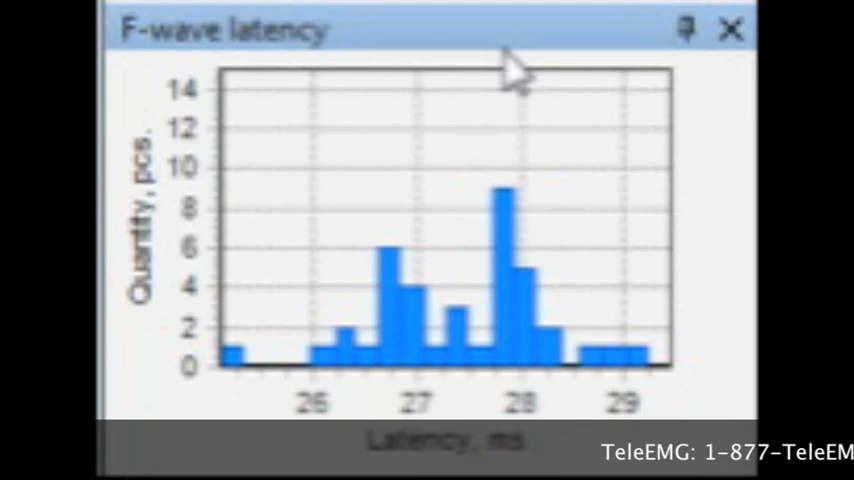 F-wave latency
14
12
10
8
6
4
2
0
Quantity, pcs.
26 27 28 29
Latency, ms
TeleEMG: 1-877-TeleEM